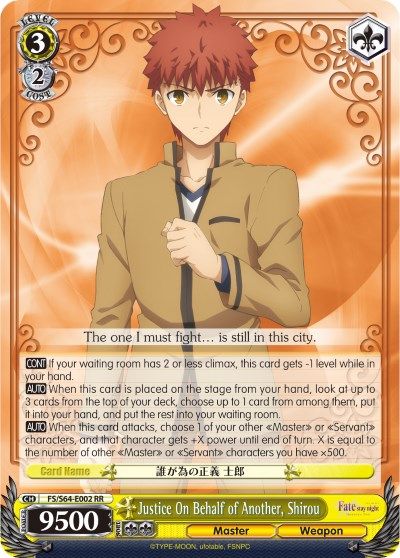 LEVEL
3
2
COST
The one I must fight... is still in this city.
CONT If your waiting room has 2 or less climax, this card gets -1 level while in
your hand.
AUTO When this card is placed on the stage from your hand, look at up to
3 cards from the top of your deck, choose up to 1 card from among them, put
it into your hand, and put the rest into your waiting room.
AUTO When this card attacks, choose 1 of your other «Master» or «Servant»
characters, and that character gets +X power until end of turn. X is equal to
the number of other «Master» or «Servant» characters you have ×500.
Card Name
誰が為の正義 士郎
CH FS/S64-E002 RR
Justice On Behalf of Another, Shirou
Fate/stay night
POWER
9500
SOUL
Master
Weapon
©TYPE-MOON, ufotable, FSNPC